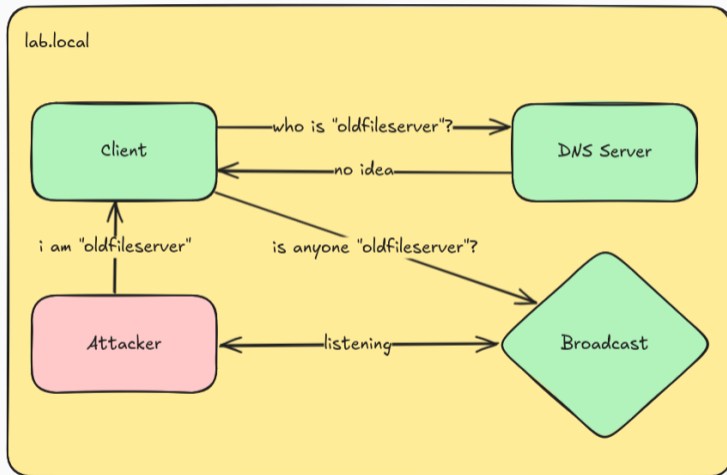 lab.local
who is "oldfileserver"?
Client
DNS Server
no idea
i am "oldfileserver"
is anyone "oldfileserver"?
Attacker
listening
Broadcast